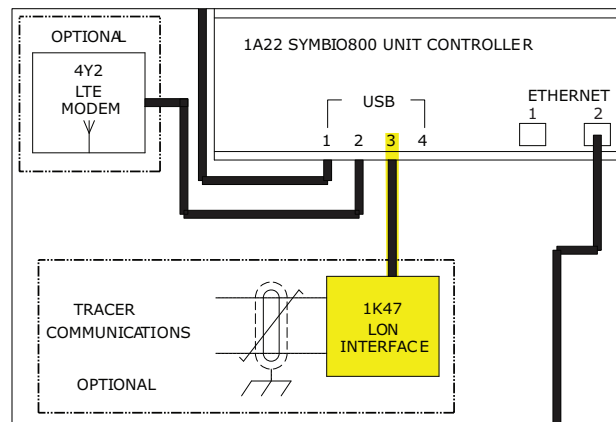 OPTIONAL
4Y2
LTE
MODEM
1A22 SYMBIO800 UNIT CONTROLLER
USB
1 2 3 4
ETHERNET
1 2
TRACER
COMMUNICATIONS
OPTIONAL
1K47
LON
INTERFACE